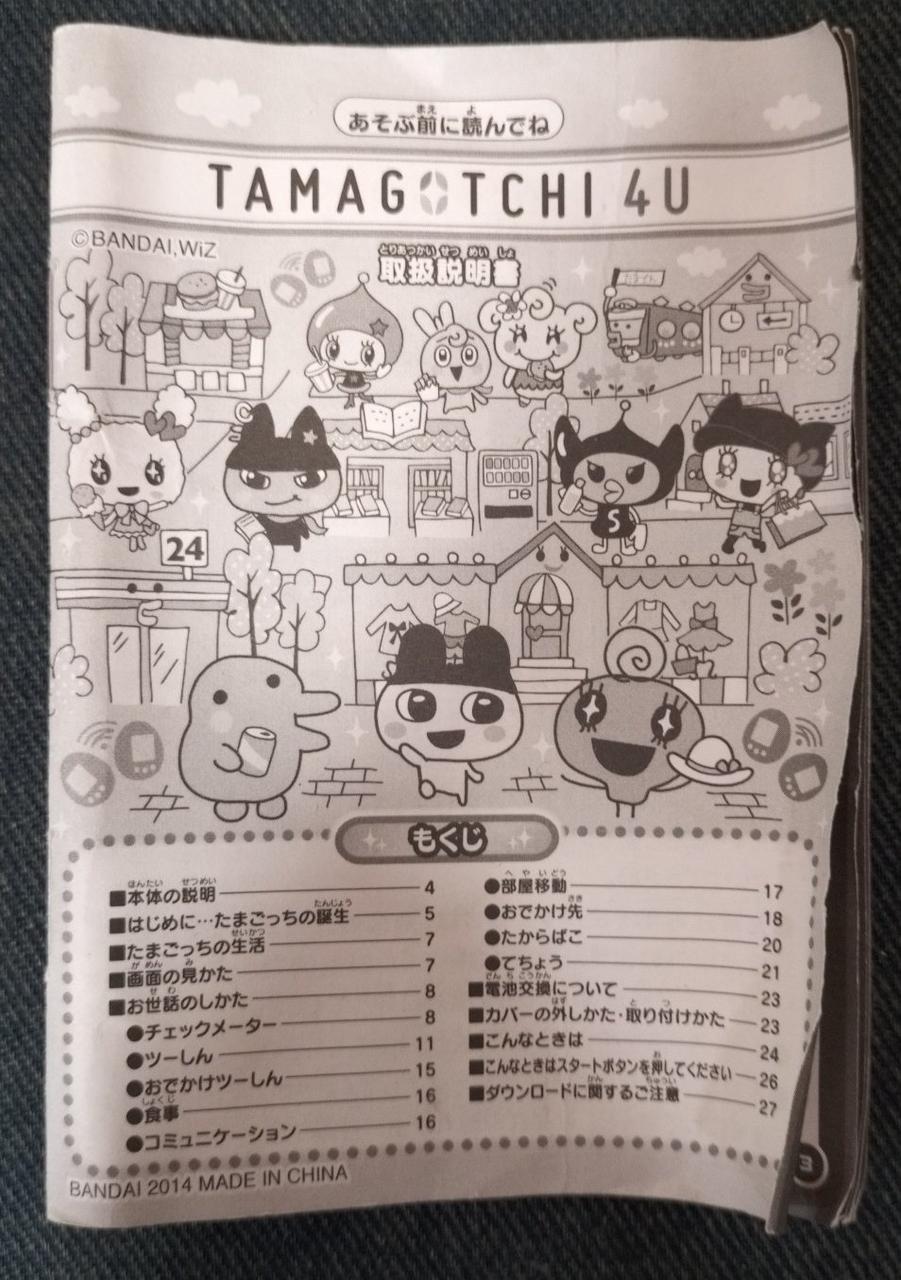 あそぶ前に読んでね
TAMAGOTCHI 4U
©BANDAI,WiZ
取扱説明書
24
S
もくじ
■本体の説明 4
■はじめに…たまごっちの誕生 5
■たまごっちの生活 7
■画面の見かた 7
■お世話のしかた 8
●チェックメーター 8
●ツーしん 11
●おでかけツーしん 15
●食事 16
●コミュニケーション 16
●部屋移動 17
●おでかけ先 18
●たからばこ 20
●てちょう 21
■電池交換について 23
■カバーの外しかた・取り付けかた 23
■こんなときは 24
■こんなときはスタートボタンを押してください 26
■ダウンロードに関するご注意 27
BANDAI 2014 MADE IN CHINA
3